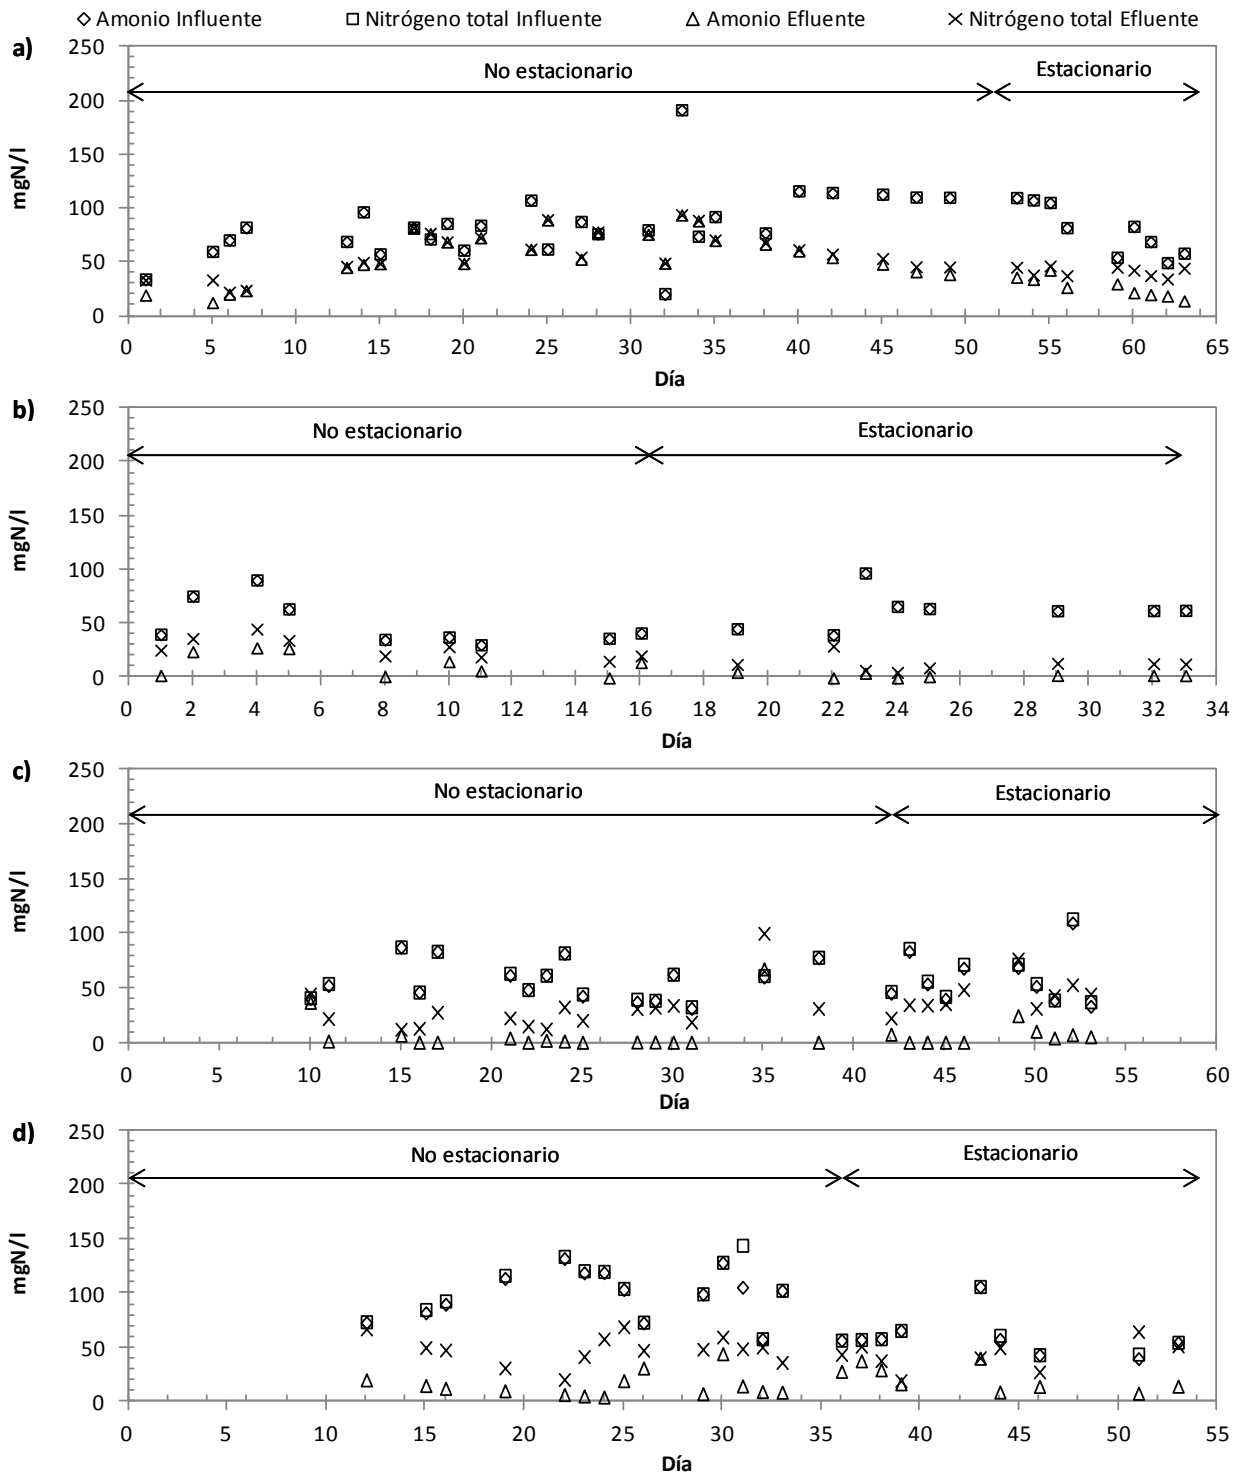 Amonio Influente Nitrógeno total Influente Amonio Efluente Nitrógeno total Efluente
a)
250
200
150
100
50
0
mgN/l
No estacionario Estacionario
0 5 10 15 20 25 30 35 40 45 50 55 60 65
Día
b)
250
200
150
100
50
0
mgN/l
No estacionario Estacionario
0 2 4 6 8 10 12 14 16 18 20 22 24 26 28 30 32 34
Día
c)
250
200
150
100
50
0
mgN/l
No estacionario Estacionario
0 5 10 15 20 25 30 35 40 45 50 55 60
Día
d)
250
200
150
100
50
0
mgN/l
No estacionario Estacionario
0 5 10 15 20 25 30 35 40 45 50 55
Día